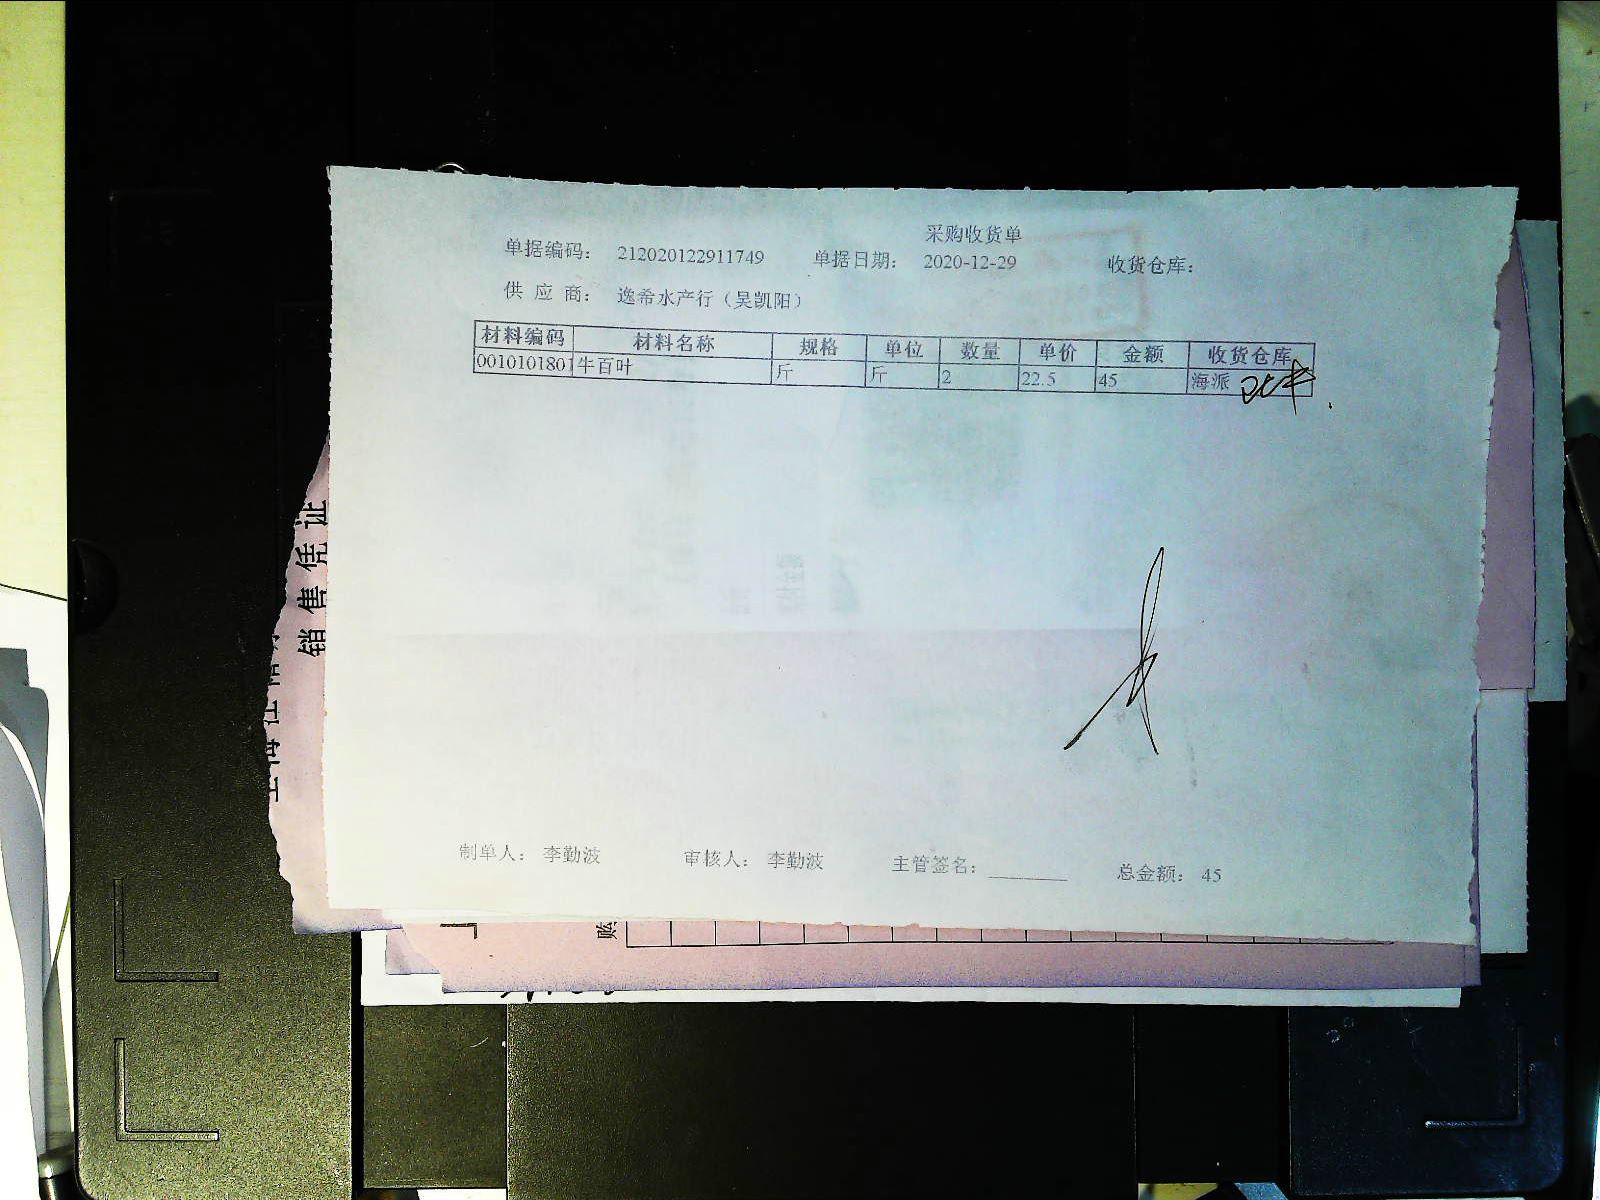 采购收货单
单据编码： 212020122911749 单据日期： 2020-12-29 收货仓库：
供 应 商： 逸希水产行（吴凯阳）
材料编码 材料名称 规格 单位 数量 单价 金额 收货仓库
0010101801 牛百叶 斤 斤 2 22.5 45 海派
制单人： 李勤波 审核人： 李勤波 主管签名： ________ 总金额： 45
销售凭证
购